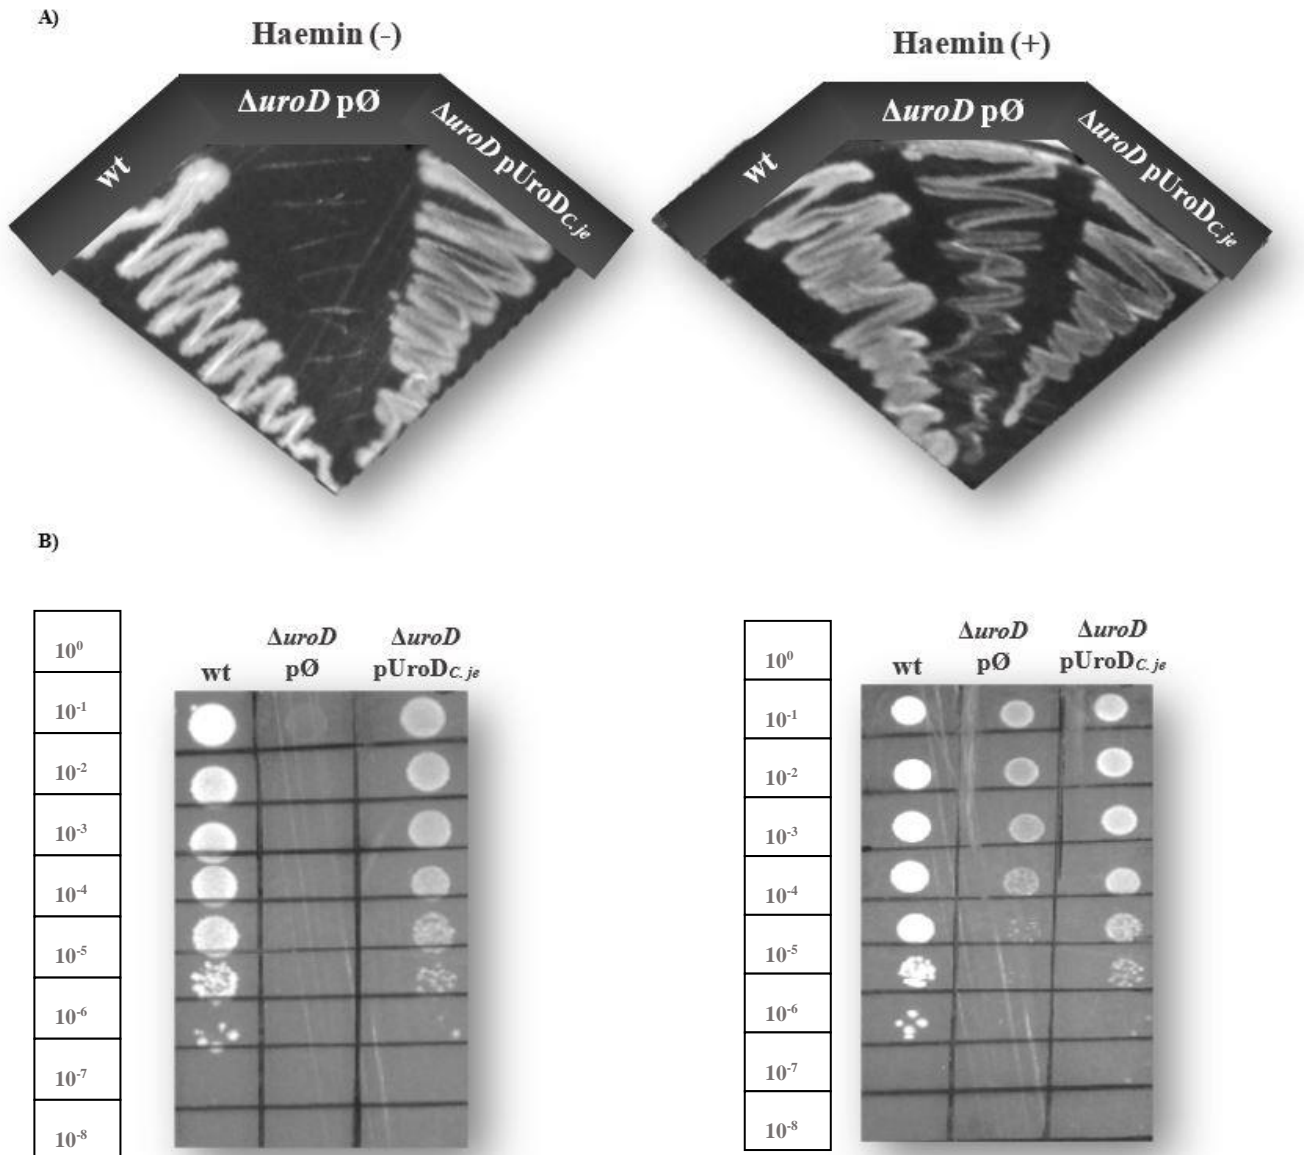 A)
Haemin (-)
wt
ΔuroD pØ
ΔuroD pUroDC.je
Haemin (+)
wt
ΔuroD pØ
ΔuroD pUroDC.je
B)
10⁰
10⁻¹
10⁻²
10⁻³
10⁻⁴
10⁻⁵
10⁻⁶
10⁻⁷
10⁻⁸
wt
ΔuroD
pØ
ΔuroD
pUroDC. je
10⁰
10⁻¹
10⁻²
10⁻³
10⁻⁴
10⁻⁵
10⁻⁶
10⁻⁷
10⁻⁸
wt
ΔuroD
pØ
ΔuroD
pUroDC. je